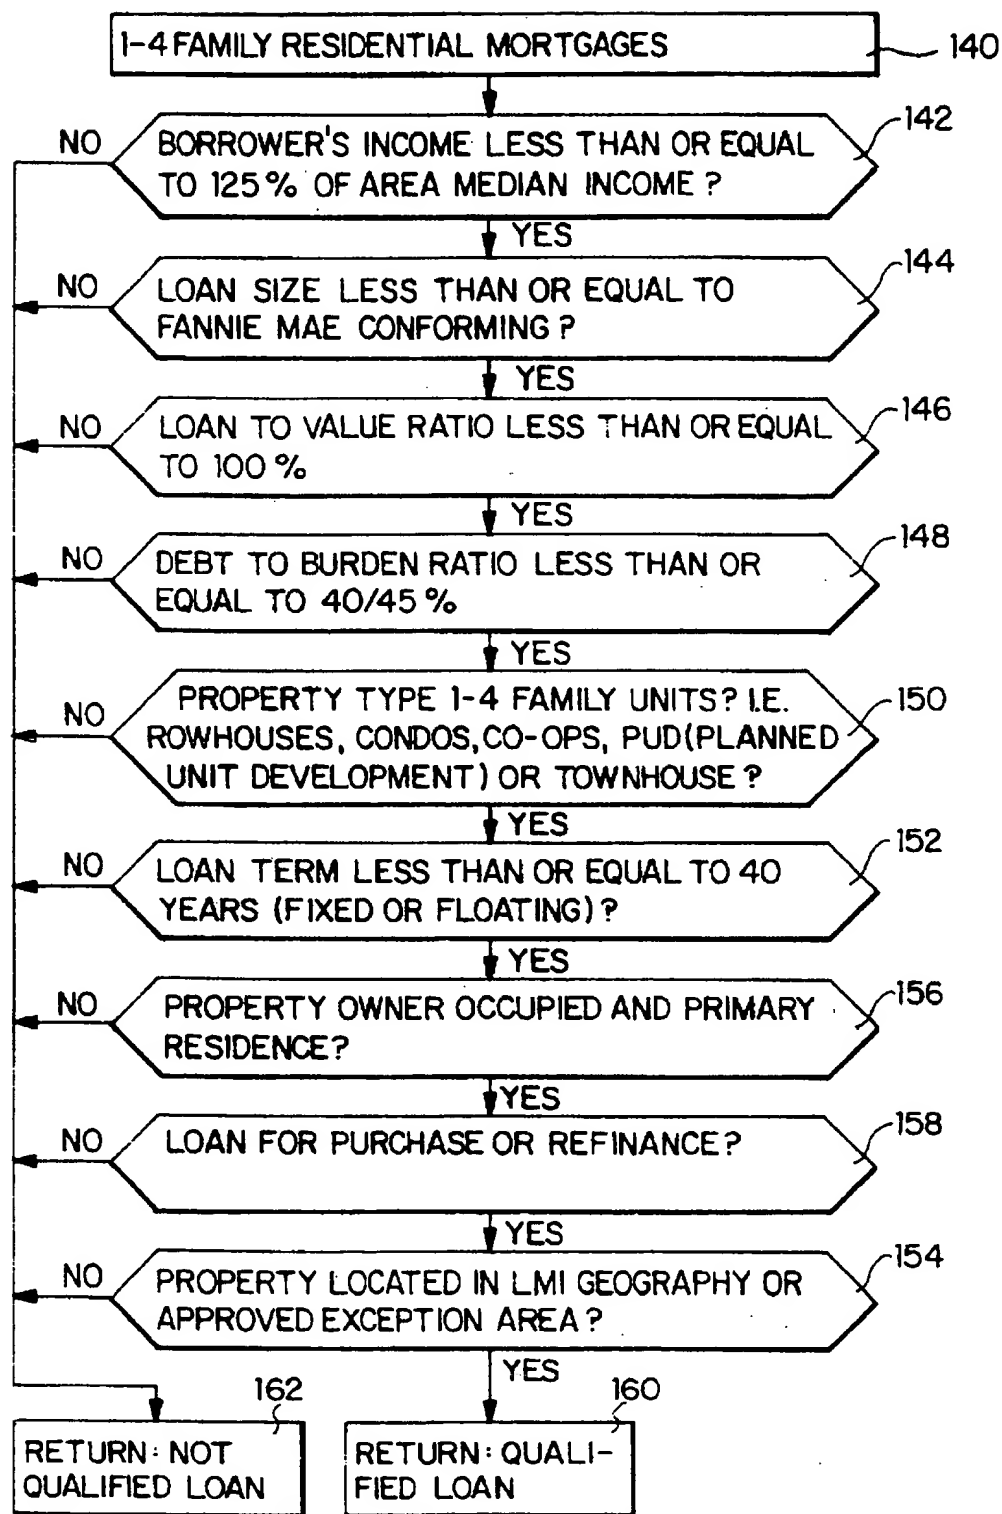 1-4 FAMILY RESIDENTIAL MORTGAGES
140
142
NO
BORROWER'S INCOME LESS THAN OR EQUAL
TO 125% OF AREA MEDIAN INCOME?
YES
144
NO
LOAN SIZE LESS THAN OR EQUAL TO
FANNIE MAE CONFORMING?
YES
146
NO
LOAN TO VALUE RATIO LESS THAN OR EQUAL
TO 100%
YES
148
NO
DEBT TO BURDEN RATIO LESS THAN OR
EQUAL TO 40/45%
YES
150
NO
PROPERTY TYPE 1-4 FAMILY UNITS? I.E.
ROWHOUSES, CONDOS, CO-OPS, PUD (PLANNED
UNIT DEVELOPMENT) OR TOWNHOUSE?
YES
152
NO
LOAN TERM LESS THAN OR EQUAL TO 40
YEARS (FIXED OR FLOATING)?
YES
156
NO
PROPERTY OWNER OCCUPIED AND PRIMARY
RESIDENCE?
YES
158
NO
LOAN FOR PURCHASE OR REFINANCE?
YES
154
NO
PROPERTY LOCATED IN LMI GEOGRAPHY OR
APPROVED EXCEPTION AREA?
YES
162
RETURN: NOT
QUALIFIED LOAN
160
RETURN: QUALI-
FIED LOAN